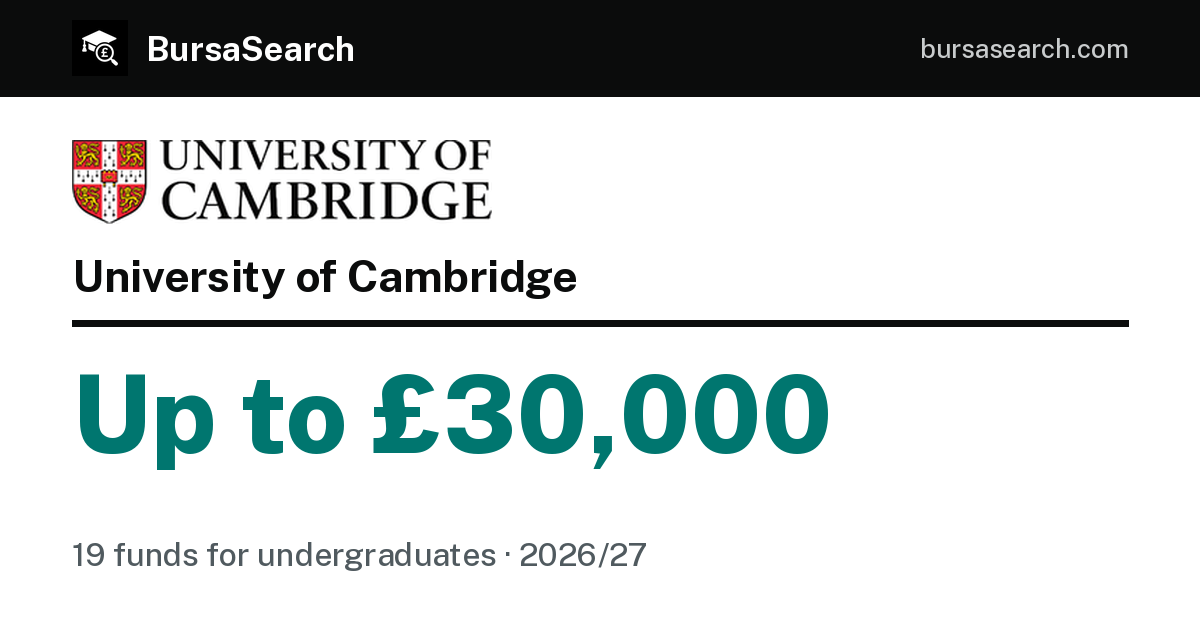 BursaSearch
bursasearch.com
UNIVERSITY OF
CAMBRIDGE
University of Cambridge
Up to £30,000
19 funds for undergraduates · 2026/27